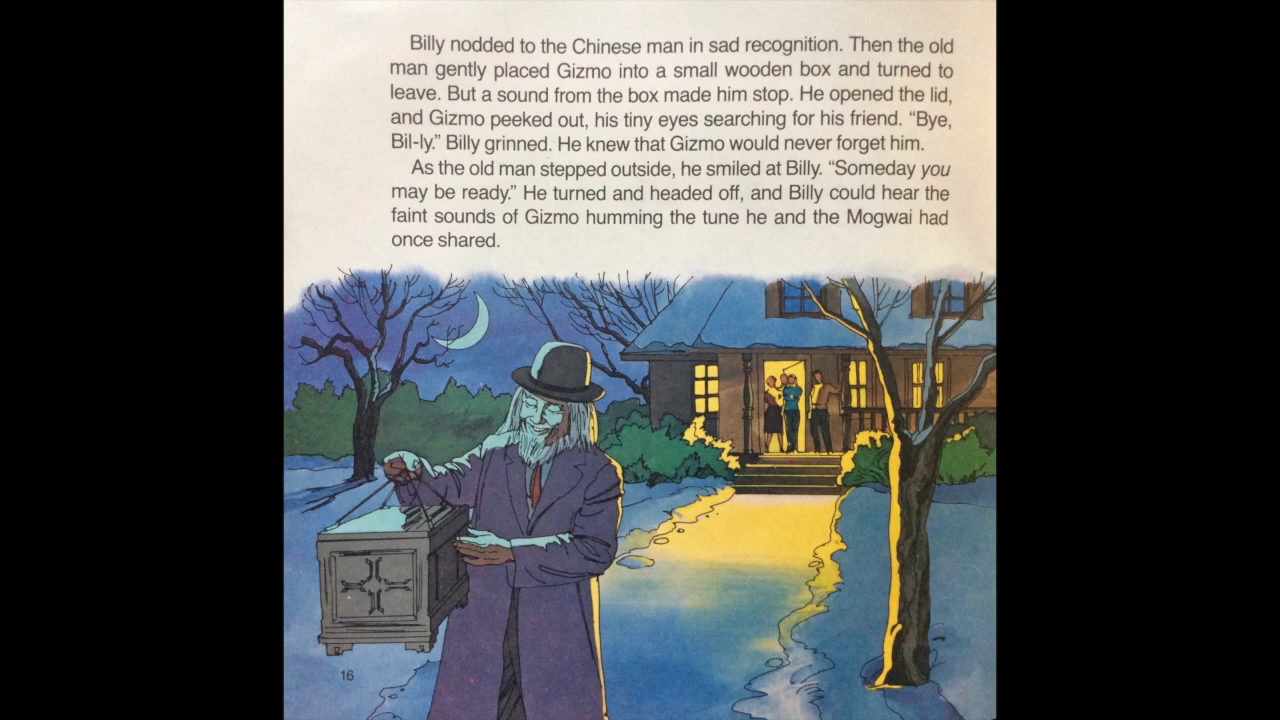 Billy nodded to the Chinese man in sad recognition. Then the old
man gently placed Gizmo into a small wooden box and turned to
leave. But a sound from the box made him stop. He opened the lid,
and Gizmo peeked out, his tiny eyes searching for his friend. “Bye,
Bil-ly.” Billy grinned. He knew that Gizmo would never forget him.
As the old man stepped outside, he smiled at Billy. “Someday you
may be ready.” He turned and headed off, and Billy could hear the
faint sounds of Gizmo humming the tune he and the Mogwai had
once shared.
16